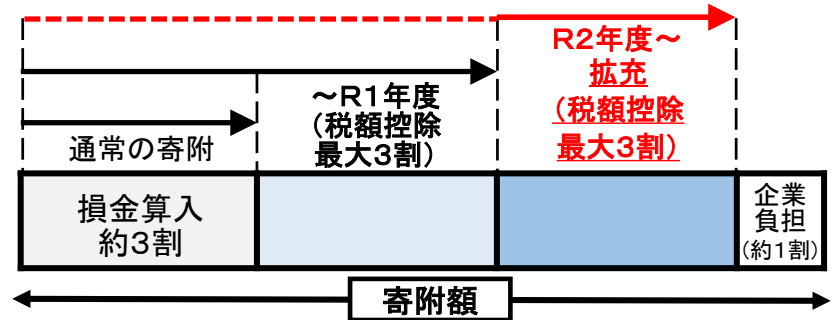 R2年度～
拡充
(税額控除
最大3割)
～R1年度
(税額控除
最大3割)
通常の寄附
損金算入
約3割
企業
負担
(約1割)
寄附額